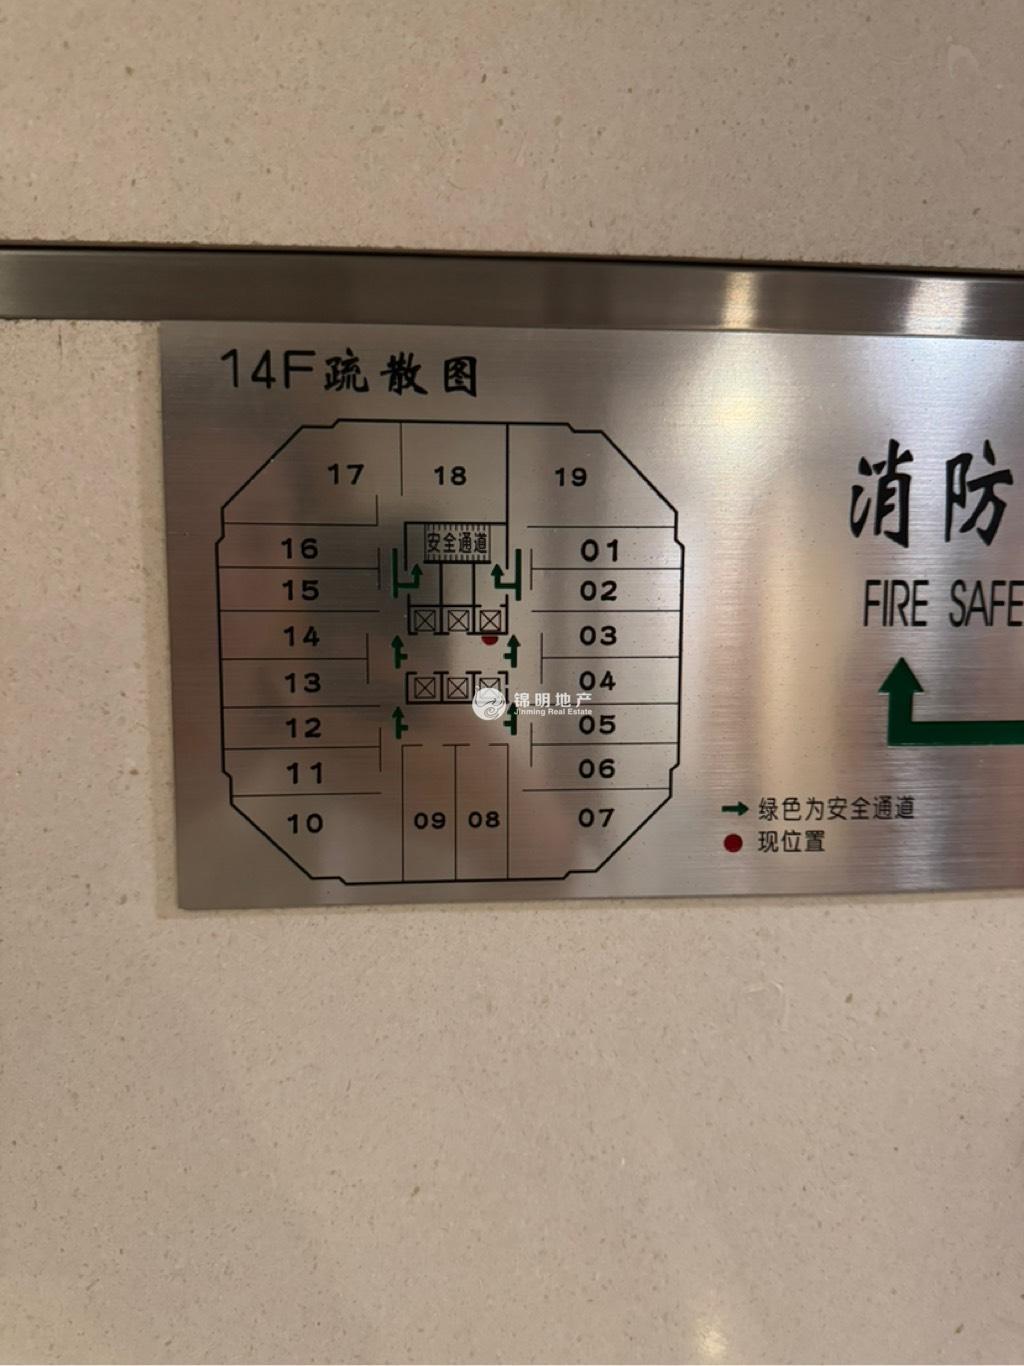 14F疏散图
17 18 19
安全通道
16 01
15 02
14 03
13 04
12 05
11 06
10 09 08 07
锦明地产
Jinming Real Estate
消防
FIRE SAFE
绿色为安全通道
现位置